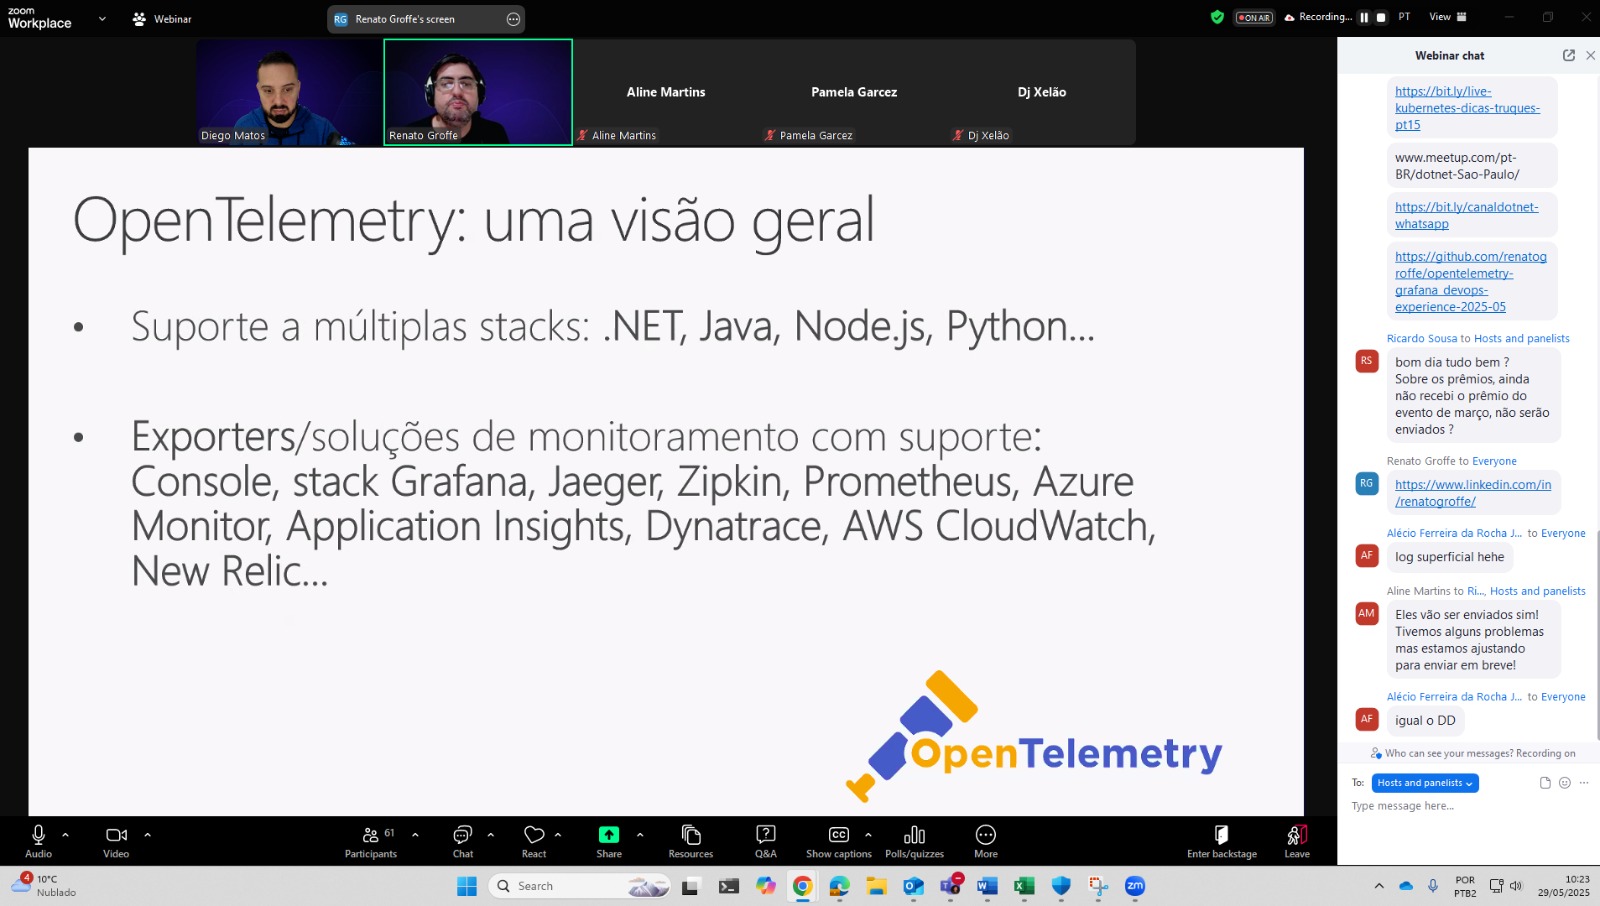 zoom
Workplace
Webinar
RG Renato Groffe's screen
ON AIR
Recording...
PT
View
Diego Matos
Renato Groffe
Aline Martins
Aline Martins
Pamela Garcez
Pamela Garcez
Dj Xelão
Dj Xelão
OpenTelemetry: uma visão geral
• Suporte a múltiplas stacks: .NET, Java, Node.js, Python...
• Exporters/soluções de monitoramento com suporte:
Console, stack Grafana, Jaeger, Zipkin, Prometheus, Azure
Monitor, Application Insights, Dynatrace, AWS CloudWatch,
New Relic...
OpenTelemetry
Webinar chat
https://bit.ly/live-
kubernetes-dicas-truques-
pt15
www.meetup.com/pt-
BR/dotnet-Sao-Paulo/
https://bit.ly/canaldotnet-
whatsapp
https://github.com/renatog
roffe/opentelemetry-
grafana_devops-
experience-2025-05
Ricardo Sousa to Hosts and panelists
RS
bom dia tudo bem ?
Sobre os prêmios, ainda
não recebi o prêmio do
evento de março, não serão
enviados ?
Renato Groffe to Everyone
RG
https://www.linkedin.com/in
/renatogroffe/
Alécio Ferreira da Rocha J... to Everyone
AF
log superficial hehe
Aline Martins to Ri..., Hosts and panelists
AM
Eles vão ser enviados sim!
Tivemos alguns problemas
mas estamos ajustando
para enviar em breve!
Alécio Ferreira da Rocha J... to Everyone
AF
igual o DD
Who can see your messages? Recording on
To: Hosts and panelists
Type message here...
Audio
Video
61
Participants
Chat
React
Share
Resources
Q&A
CC
Show captions
Polls/quizzes
More
Enter backstage
Leave
4
10°C
Nublado
Search
zm
POR
PTB2
10:23
29/05/2025